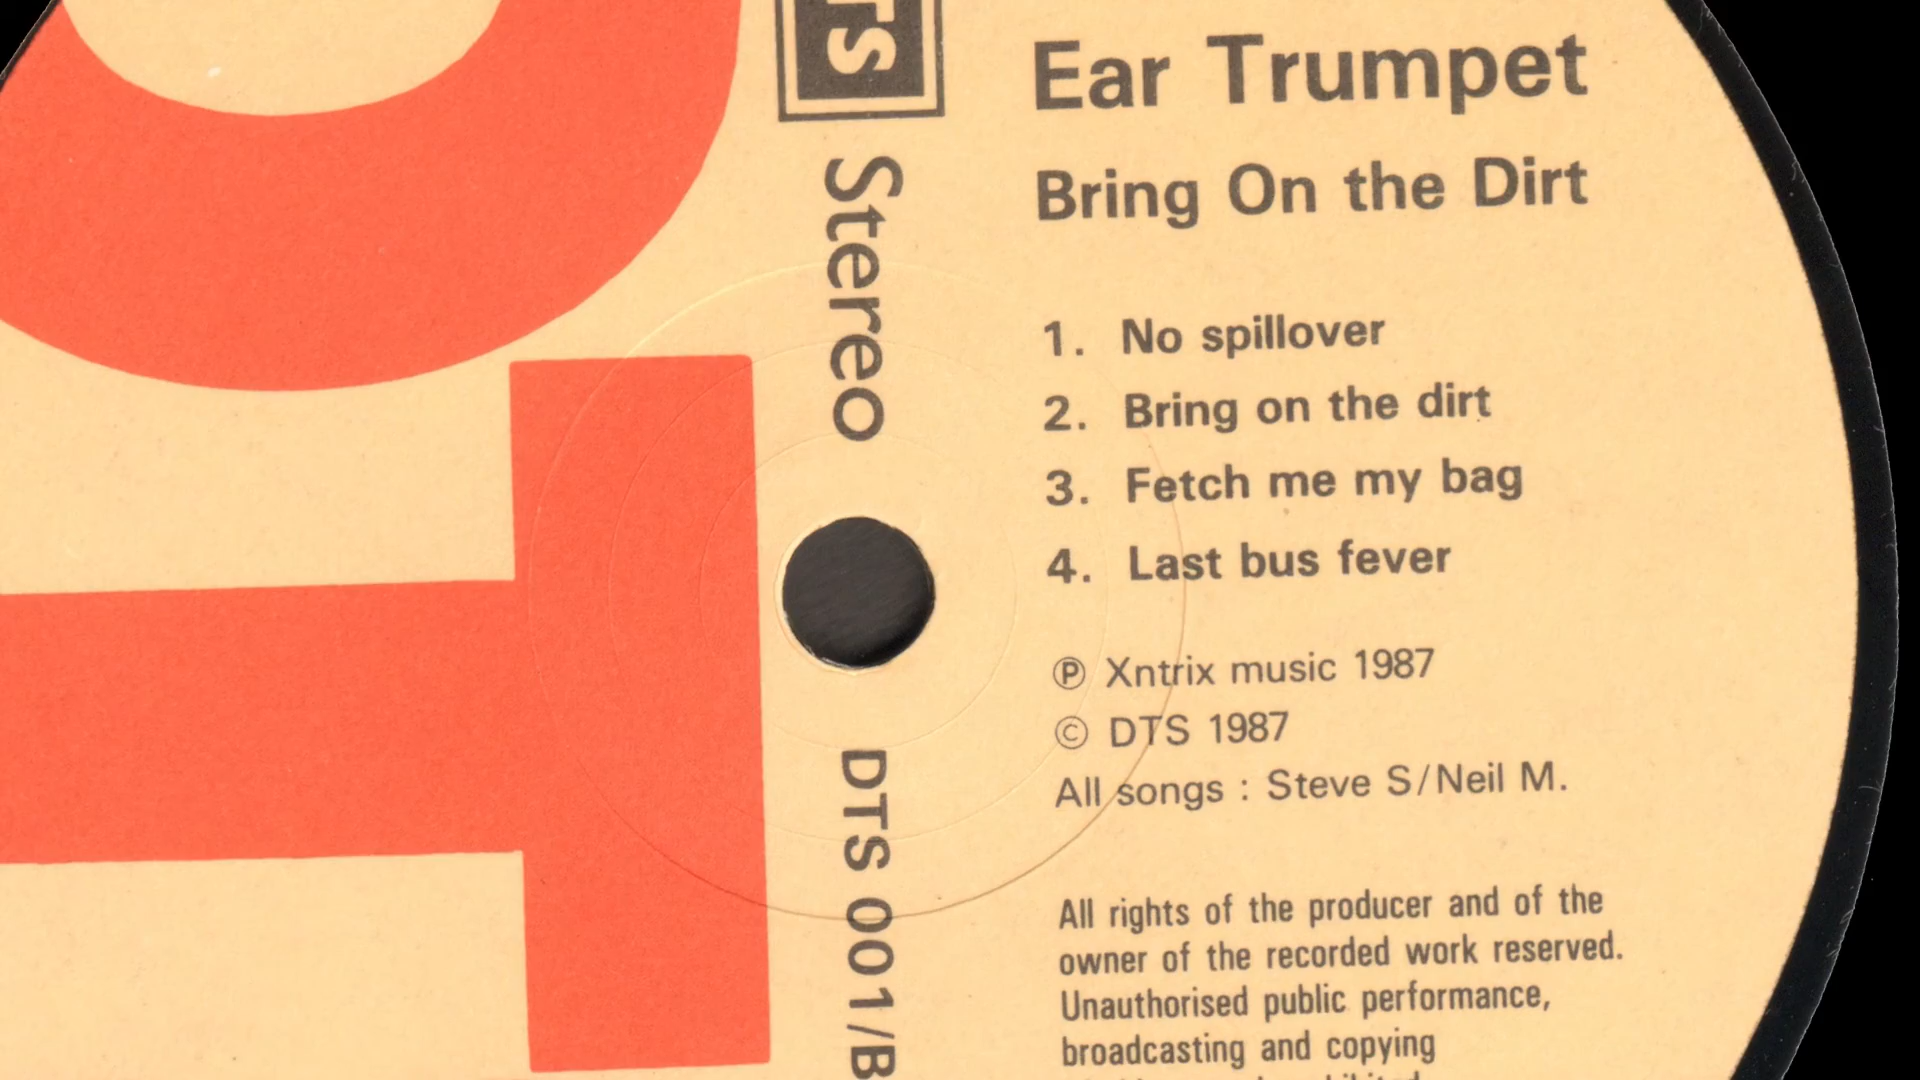 TS
Stereo
DTS 001/B
Ear Trumpet
Bring On the Dirt
1. No spillover
2. Bring on the dirt
3. Fetch me my bag
4. Last bus fever
℗ Xntrix music 1987
© DTS 1987
All songs : Steve S/Neil M.
All rights of the producer and of the
owner of the recorded work reserved.
Unauthorised public performance,
broadcasting and copying